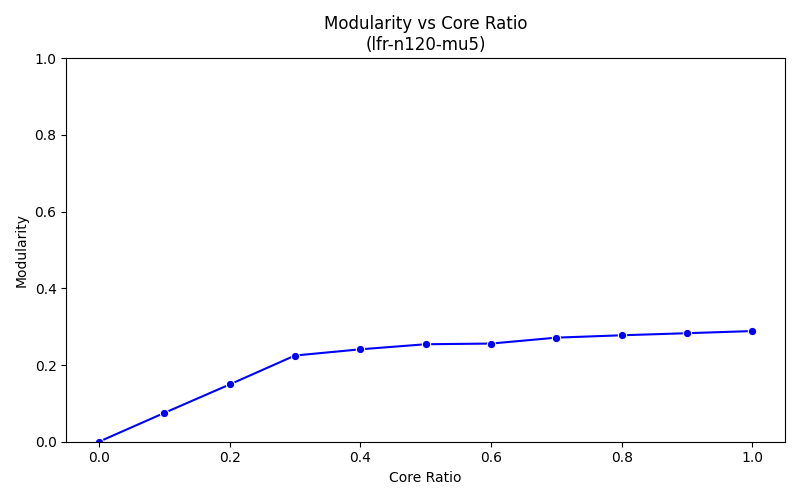 Modularity vs Core Ratio
(lfr-n120-mu5)
1.0
0.8
0.6
0.4
0.2
0.0
Modularity
0.0 0.2 0.4 0.6 0.8 1.0
Core Ratio